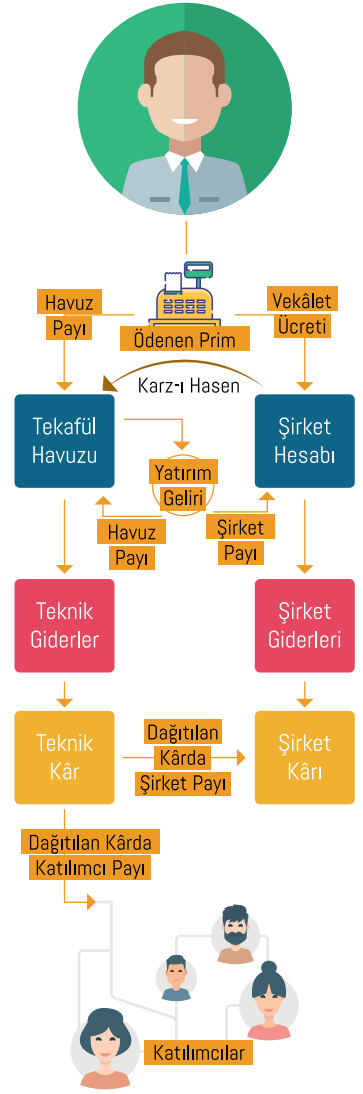 Havuz
Payı
Vekâlet
Ücreti
Ödenen Prim
Karz-ı Hasen
Tekafül
Havuzu
Şirket
Hesabı
Yatırım
Geliri
Havuz
Payı
Şirket
Payı
Teknik
Giderler
Şirket
Giderleri
Teknik
Kâr
Dağıtılan
Kârda
Şirket Payı
Şirket
Kârı
Dağıtılan Kârda
Katılımcı Payı
Katılımcılar